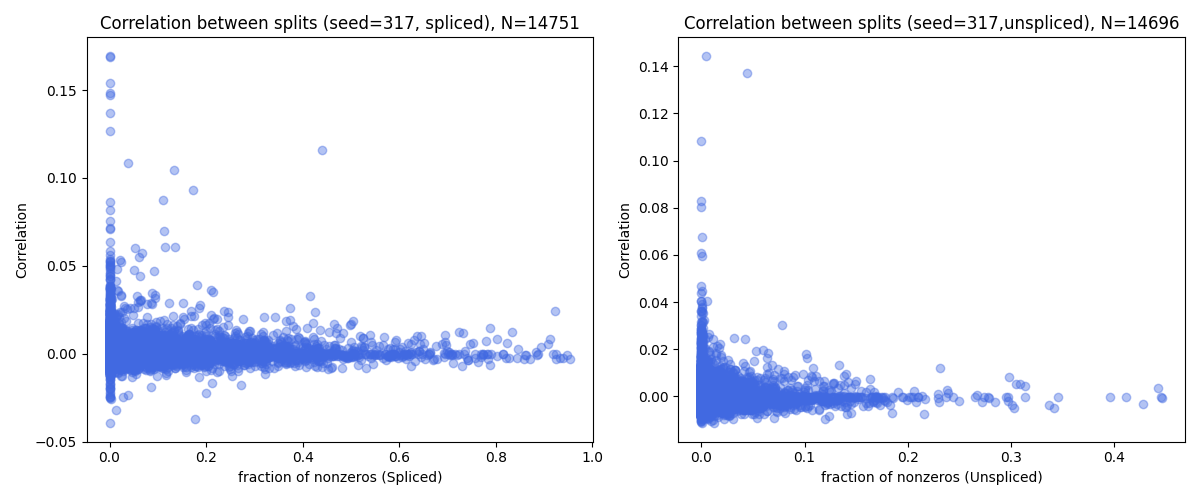 Correlation between splits (seed=317, spliced), N=14751
Correlation
0.15
0.10
0.05
0.00
−0.05
0.0 0.2 0.4 0.6 0.8 1.0
fraction of nonzeros (Spliced)
Correlation between splits (seed=317,unspliced), N=14696
Correlation
0.14
0.12
0.10
0.08
0.06
0.04
0.02
0.00
0.0 0.1 0.2 0.3 0.4
fraction of nonzeros (Unspliced)